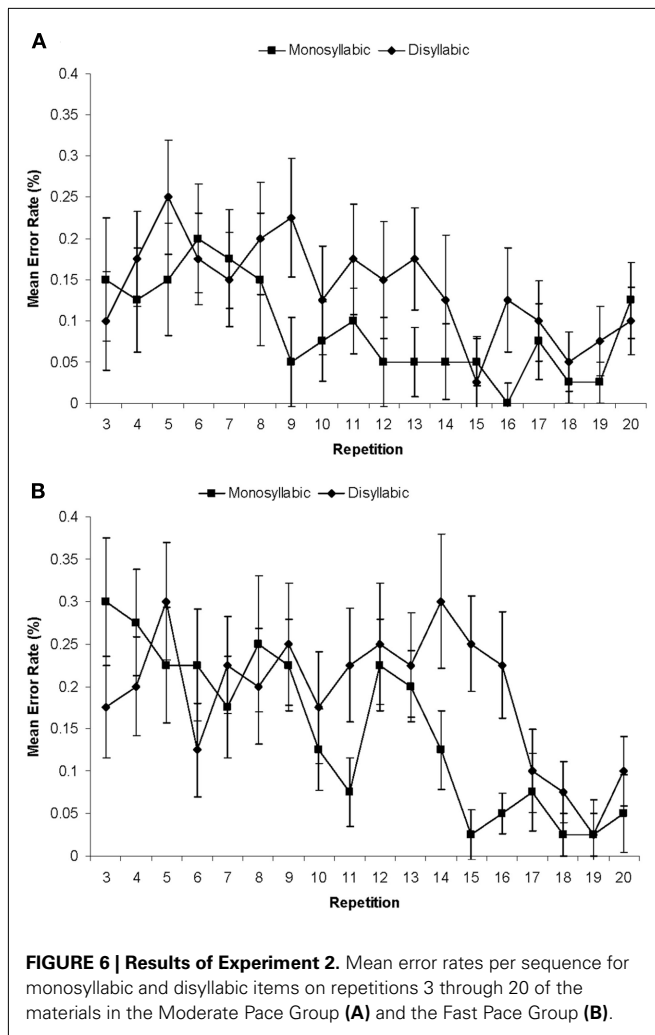 A
Monosyllabic Disyllabic
0.4
0.35
0.3
0.25
0.2
0.15
0.1
0.05
0
Mean Error Rate (%)
3 4 5 6 7 8 9 10 11 12 13 14 15 16 17 18 19 20
Repetition
B
Monosyllabic Disyllabic
0.4
0.35
0.3
0.25
0.2
0.15
0.1
0.05
0
Mean Error Rate (%)
3 4 5 6 7 8 9 10 11 12 13 14 15 16 17 18 19 20
Repetition
FIGURE 6 | Results of Experiment 2. Mean error rates per sequence for
monosyllabic and disyllabic items on repetitions 3 through 20 of the
materials in the Moderate Pace Group (A) and the Fast Pace Group (B).